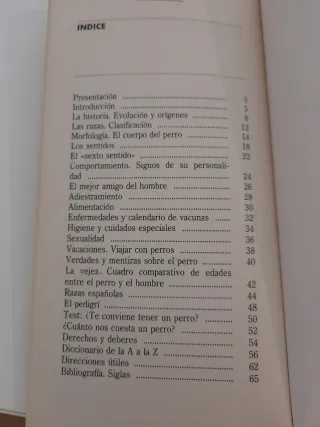 INDICE
Presentación ........................................ 3
Introducción ........................................ 5
La historia. Evolución y orígenes ............ 8
Las razas. Clasificación .......................... 12
Morfología. El cuerpo del perro .............. 14
Los sentidos ........................................ 18
El «sexto sentido» ................................ 22
Comportamiento. Signos de su personali-
dad .................................................... 24
El mejor amigo del hombre .................... 26
Adiestramiento .................................... 28
Alimentación ........................................ 30
Enfermedades y calendario de vacunas .... 32
Higiene y cuidados especiales ................ 34
Sexualidad .......................................... 36
Vacaciones. Viajar con perros ................ 38
Verdades y mentiras sobre el perro ........ 40
La vejez. Cuadro comparativo de edades
entre el perro y el hombre .................... 42
Razas españolas .................................. 44
El pedigrí ............................................ 48
Test: ¿Te conviene tener un perro? ........ 50
¿Cuánto nos cuesta un perro? ................ 52
Derechos y deberes .............................. 54
Diccionario de la A a la Z ...................... 56
Direcciones útiles ................................ 62
Bibliografía. Siglas .............................. 65